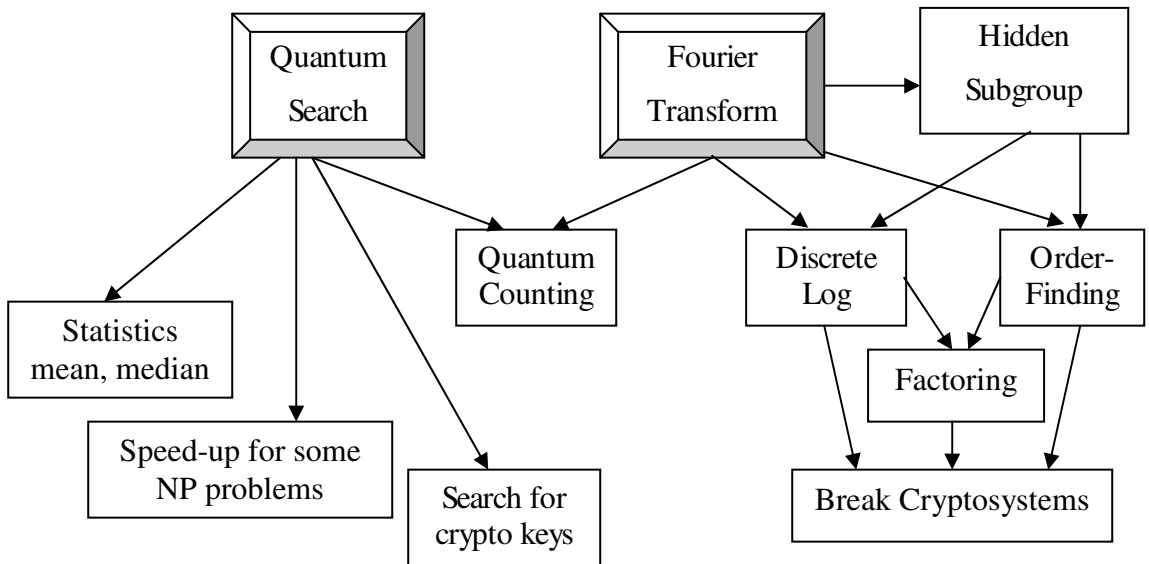 Quantum
Search
Fourier
Transform
Hidden
Subgroup
Quantum
Counting
Discrete
Log
Order-
Finding
Statistics
mean, median
Factoring
Speed-up for some
NP problems
Search for
crypto keys
Break Cryptosystems